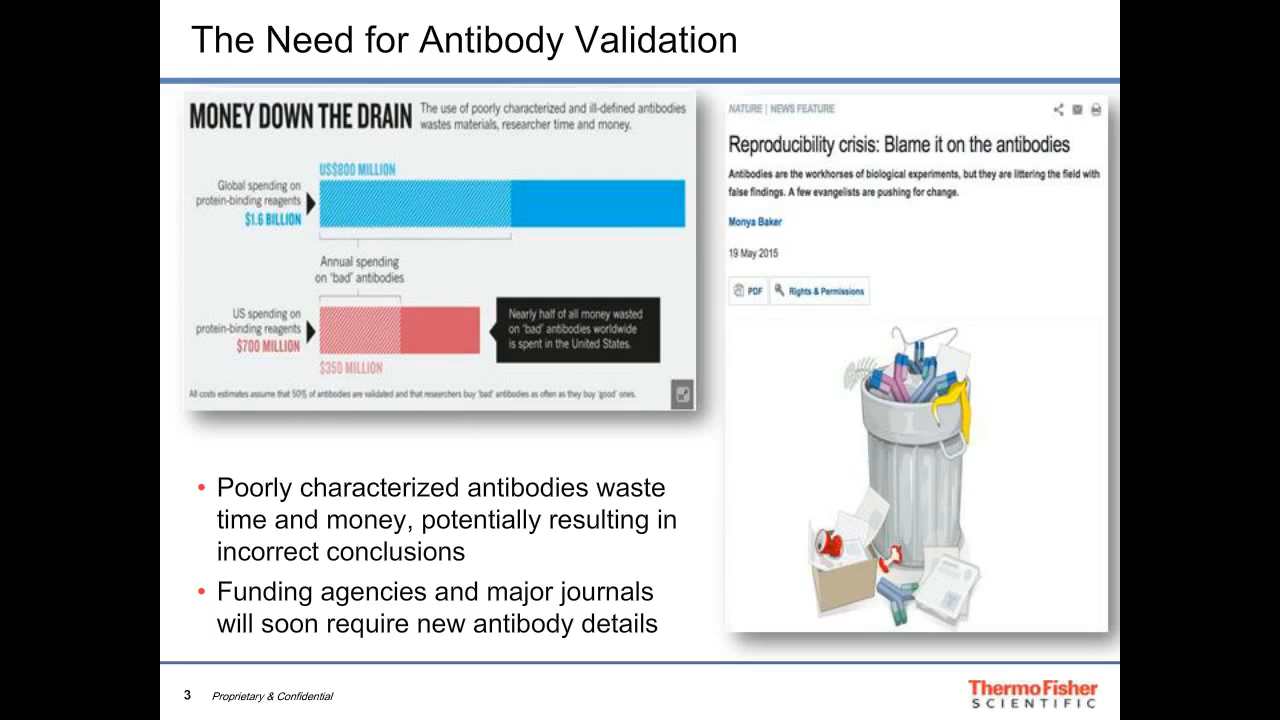 The Need for Antibody Validation
MONEY DOWN THE DRAIN
The use of poorly characterized and ill-defined antibodies
wastes materials, researcher time and money.
US$800 MILLION
Global spending on
protein-binding reagents
$1.6 BILLION
Annual spending
on 'bad' antibodies
US spending on
protein-binding reagents
$700 MILLION
Nearly half of all money wasted
on 'bad' antibodies worldwide
is spent in the United States.
$350 MILLION
All costs estimates assume that 50% of antibodies are validated and that researchers buy 'bad' antibodies as often as they buy 'good' ones.
NATURE | NEWS FEATURE
Reproducibility crisis: Blame it on the antibodies
Antibodies are the workhorses of biological experiments, but they are littering the field with
false findings. A few evangelists are pushing for change.
Monya Baker
19 May 2015
PDF
Rights & Permissions
• Poorly characterized antibodies waste
time and money, potentially resulting in
incorrect conclusions
• Funding agencies and major journals
will soon require new antibody details
3
Proprietary & Confidential
ThermoFisher
SCIENTIFIC